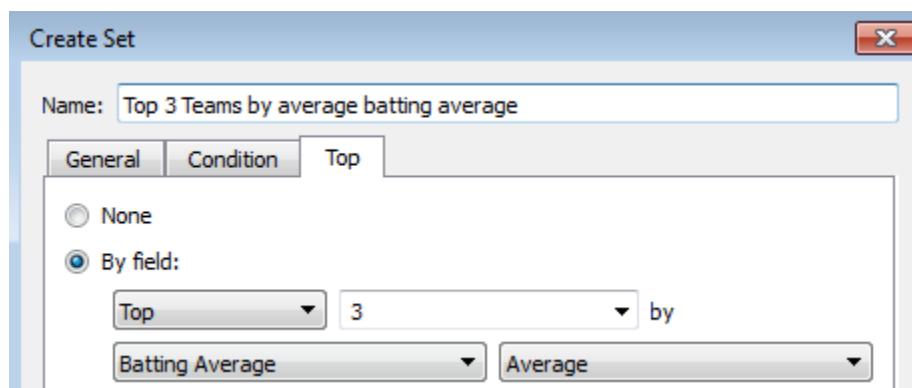 Create Set
Name: Top 3 Teams by average batting average
General Condition Top
None
By field:
Top 3 by
Batting Average Average